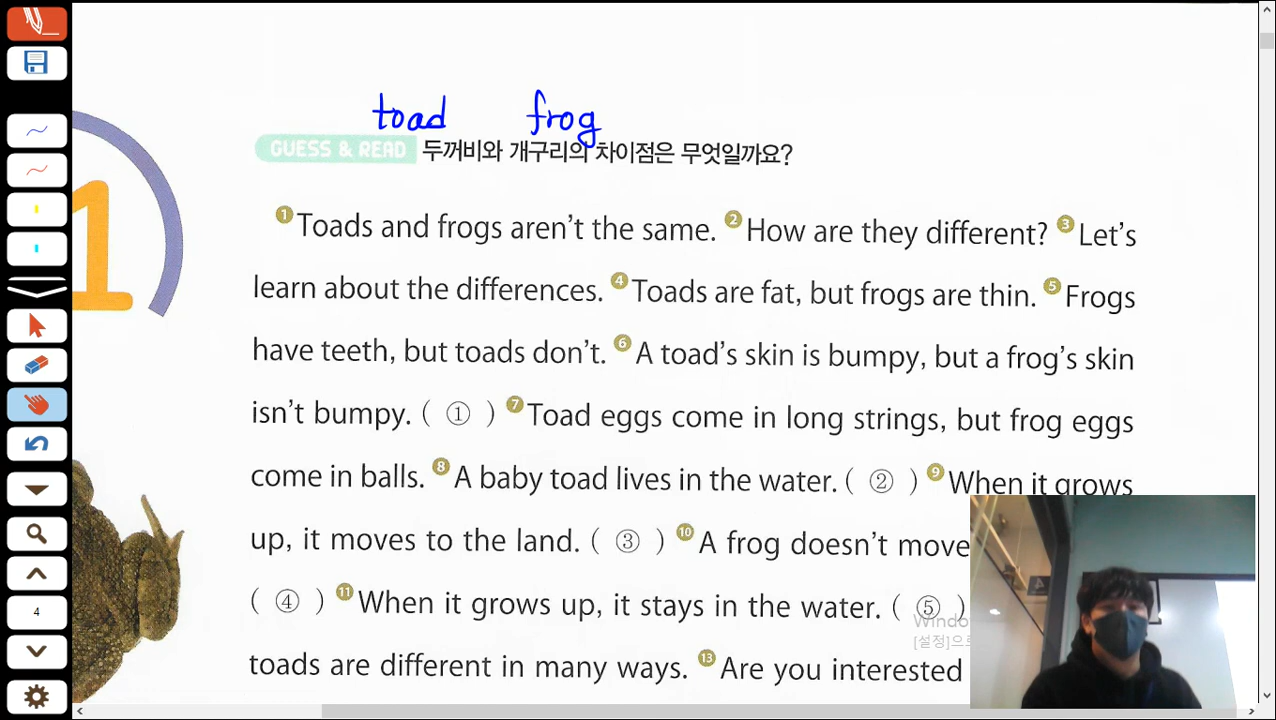 toad frog
GUESS & READ 두꺼비와 개구리의 차이점은 무엇일까요?
1
① Toads and frogs aren't the same. ② How are they different? ③ Let's
learn about the differences. ④ Toads are fat, but frogs are thin. ⑤ Frogs
have teeth, but toads don't. ⑥ A toad's skin is bumpy, but a frog's skin
isn't bumpy. ( ① ) ⑦ Toad eggs come in long strings, but frog eggs
come in balls. ⑧ A baby toad lives in the water. ( ② ) ⑨ When it grows
up, it moves to the land. ( ③ ) ⑩ A frog doesn't move
( ④ ) ⑪ When it grows up, it stays in the water. ( ⑤ )
toads are different in many ways. ⑬ Are you interested
4